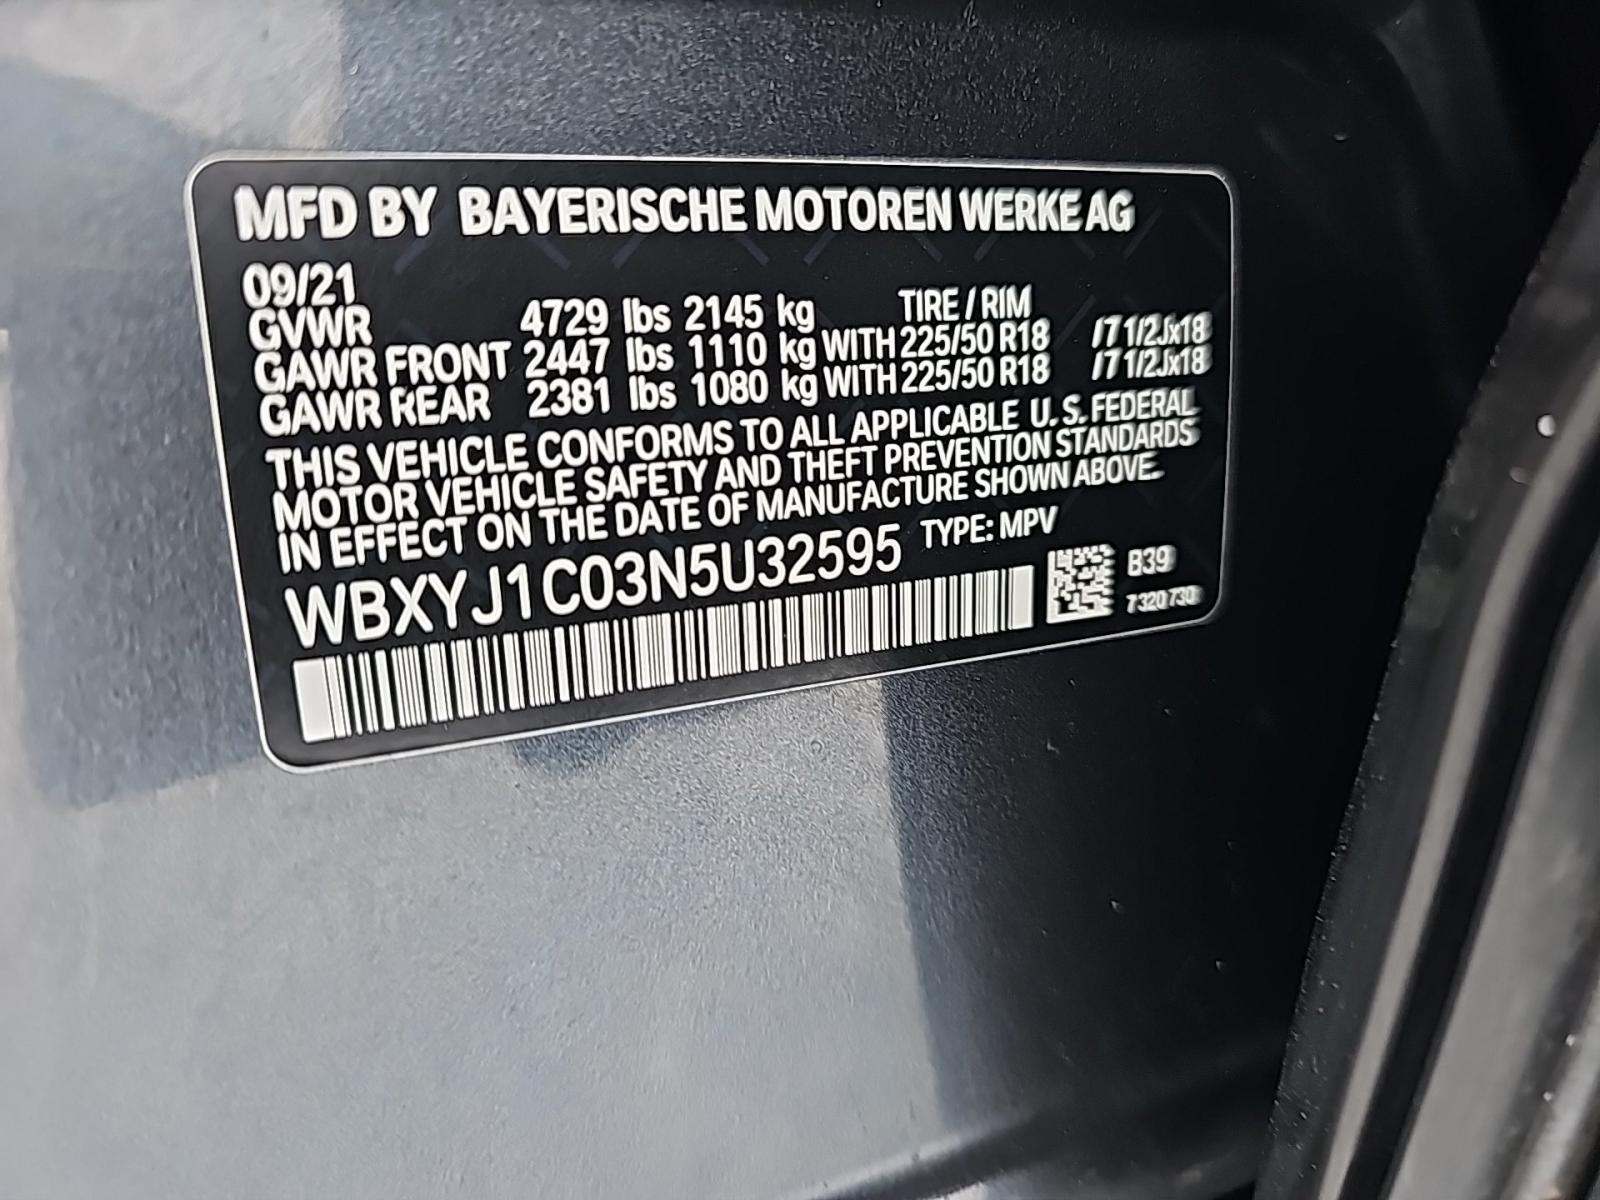 MFD BY BAYERISCHE MOTOREN WERKE AG
09/21
GVWR 4729 lbs 2145 kg TIRE / RIM
GAWR FRONT 2447 lbs 1110 kg WITH 225/50 R18 /7 1/2Jx18
GAWR REAR 2381 lbs 1080 kg WITH 225/50 R18 /7 1/2Jx18
THIS VEHICLE CONFORMS TO ALL APPLICABLE U.S. FEDERAL
MOTOR VEHICLE SAFETY AND THEFT PREVENTION STANDARDS
IN EFFECT ON THE DATE OF MANUFACTURE SHOWN ABOVE.
WBXYJ1C03N5U32595 TYPE: MPV
B39
7320730